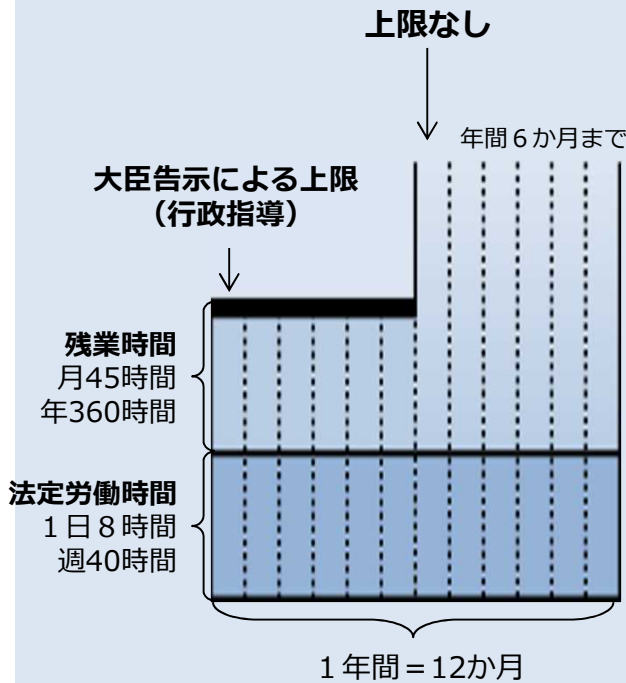 上限なし
年間６か月まで
大臣告示による上限
（行政指導）
残業時間
月45時間
年360時間
法定労働時間
１日８時間
週40時間
１年間＝12か月